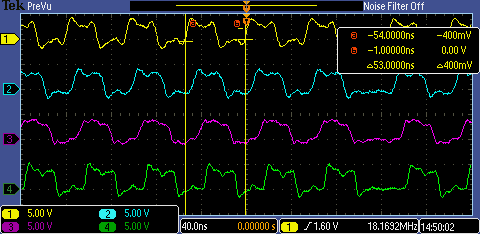 Tek PreVu Noise Filter Off
a −54.0000ns −400mV
b −1.00000ns 0.00 V
△53.0000ns △400mV
1
2
3
4
1 5.00 V 2 5.00 V
3 5.00 V 4 5.00 V
40.0ns 0.00000 s
1 1.60 V
18.1692MHz
14:50:02